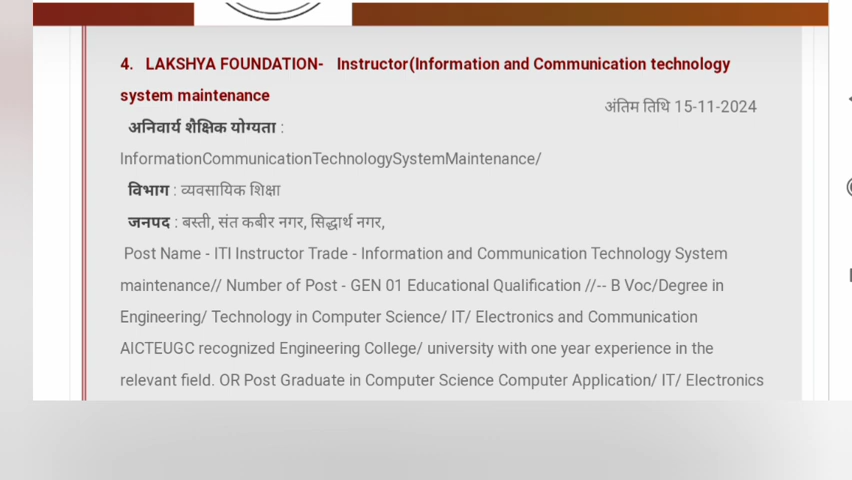 4. LAKSHYA FOUNDATION- Instructor(Information and Communication technology
system maintenance
अंतिम तिथि 15-11-2024
अनिवार्य शैक्षिक योग्यता :
InformationCommunicationTechnologySystemMaintenance/
विभाग : व्यवसायिक शिक्षा
जनपद : बस्ती, संत कबीर नगर, सिद्धार्थ नगर,
Post Name - ITI Instructor Trade - Information and Communication Technology System
maintenance// Number of Post - GEN 01 Educational Qualification //-- B Voc/Degree in
Engineering/ Technology in Computer Science/ IT/ Electronics and Communication
AICTEUGC recognized Engineering College/ university with one year experience in the
relevant field. OR Post Graduate in Computer Science Computer Application/ IT/ Electronics